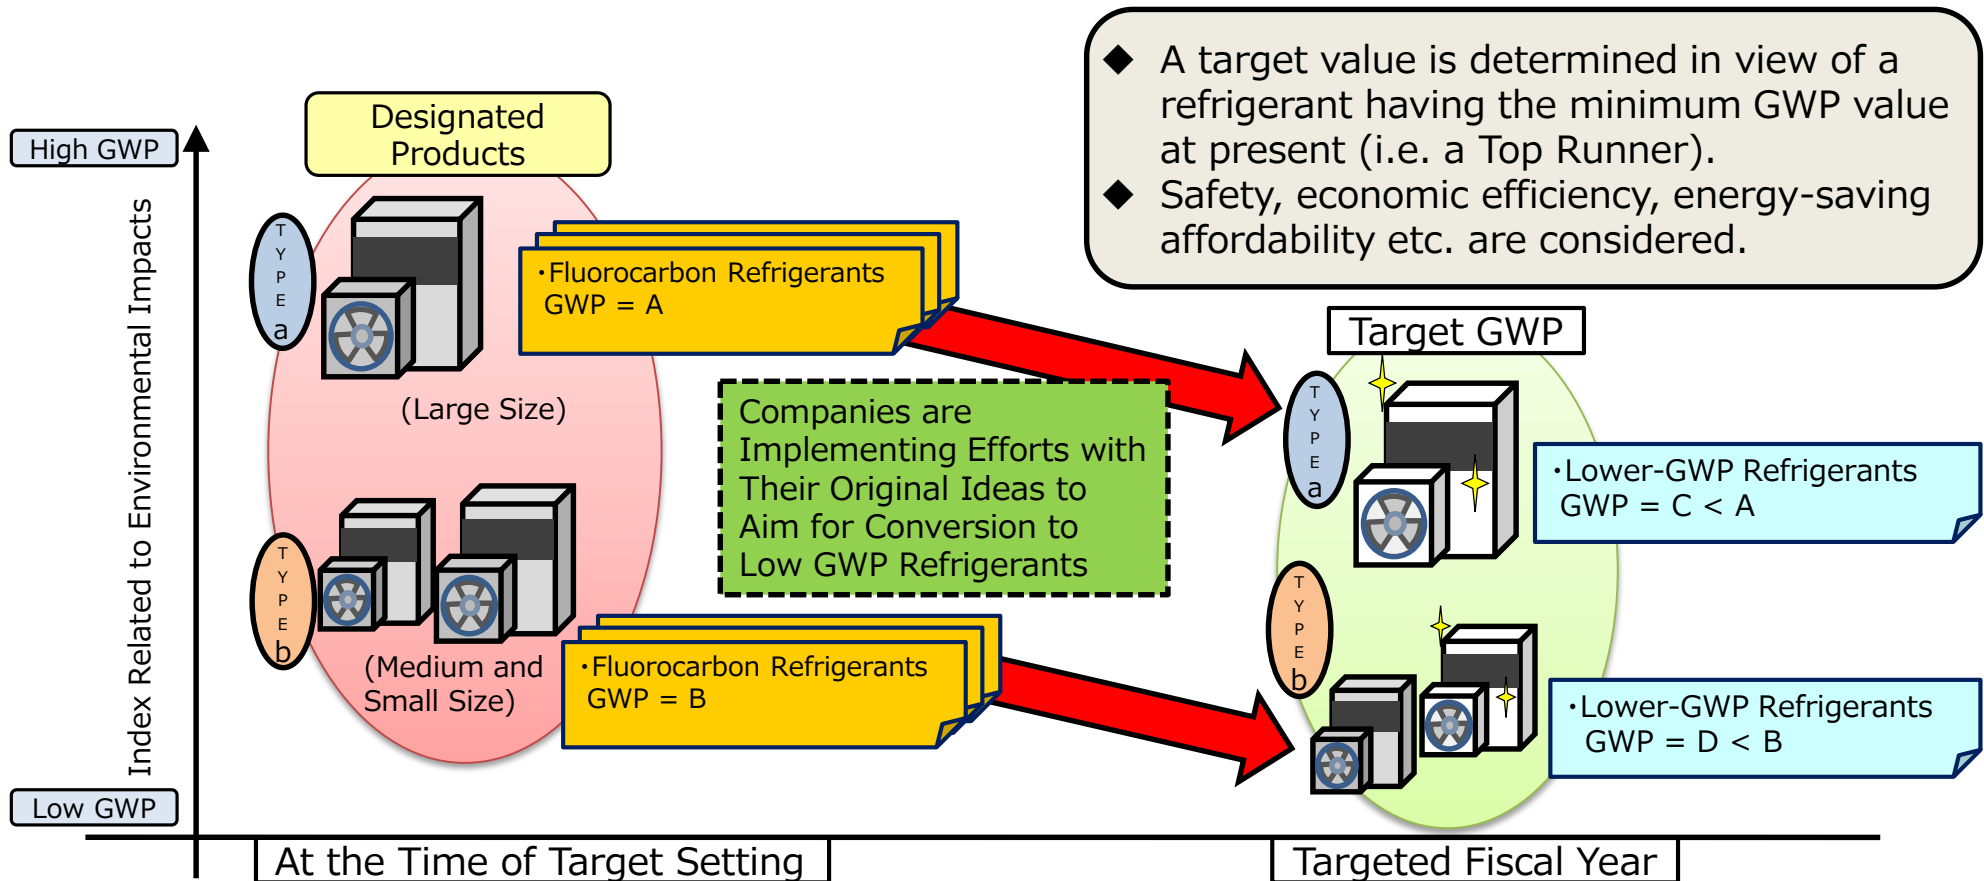 ◆ A target value is determined in view of a
refrigerant having the minimum GWP value
at present (i.e. a Top Runner).
◆ Safety, economic efficiency, energy-saving
affordability etc. are considered.
Designated
Products
High GWP
Index Related to Environmental Impacts
Low GWP
TYPE a
(Large Size)
・Fluorocarbon Refrigerants
GWP = A
TYPE b
(Medium and
Small Size)
・Fluorocarbon Refrigerants
GWP = B
Companies are
Implementing Efforts with
Their Original Ideas to
Aim for Conversion to
Low GWP Refrigerants
Target GWP
TYPE a
・Lower-GWP Refrigerants
GWP = C < A
TYPE b
・Lower-GWP Refrigerants
GWP = D < B
At the Time of Target Setting
Targeted Fiscal Year